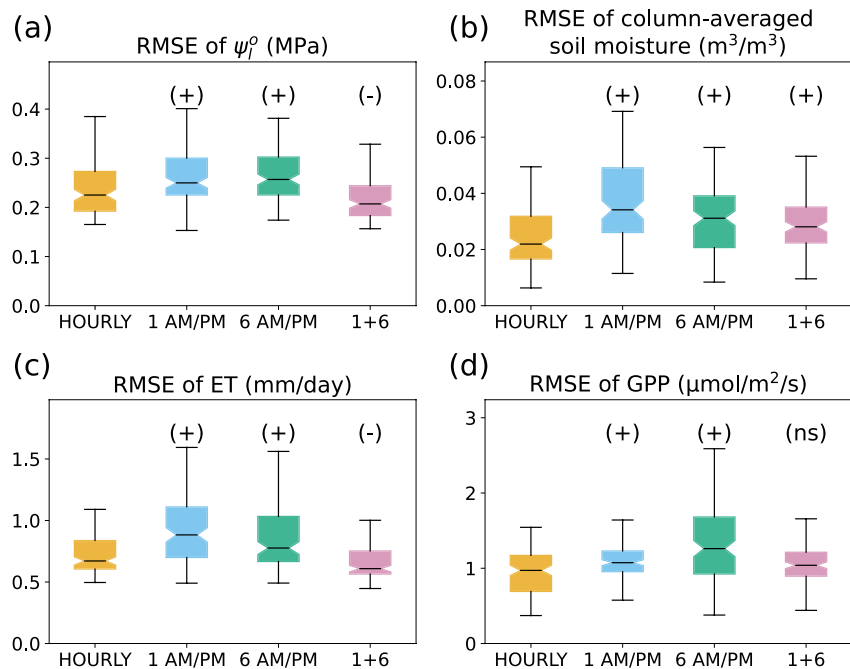 (a)
RMSE of ψₗᵒ (MPa)
(+) (+) (-)
0.4
0.3
0.2
0.1
0.0
HOURLY 1 AM/PM 6 AM/PM 1+6
(b)
RMSE of column-averaged
soil moisture (m³/m³)
(+) (+) (+)
0.08
0.06
0.04
0.02
0.00
HOURLY 1 AM/PM 6 AM/PM 1+6
(c)
RMSE of ET (mm/day)
(+) (+) (-)
1.5
1.0
0.5
0.0
HOURLY 1 AM/PM 6 AM/PM 1+6
(d)
RMSE of GPP (μmol/m²/s)
(+) (+) (ns)
3
2
1
0
HOURLY 1 AM/PM 6 AM/PM 1+6